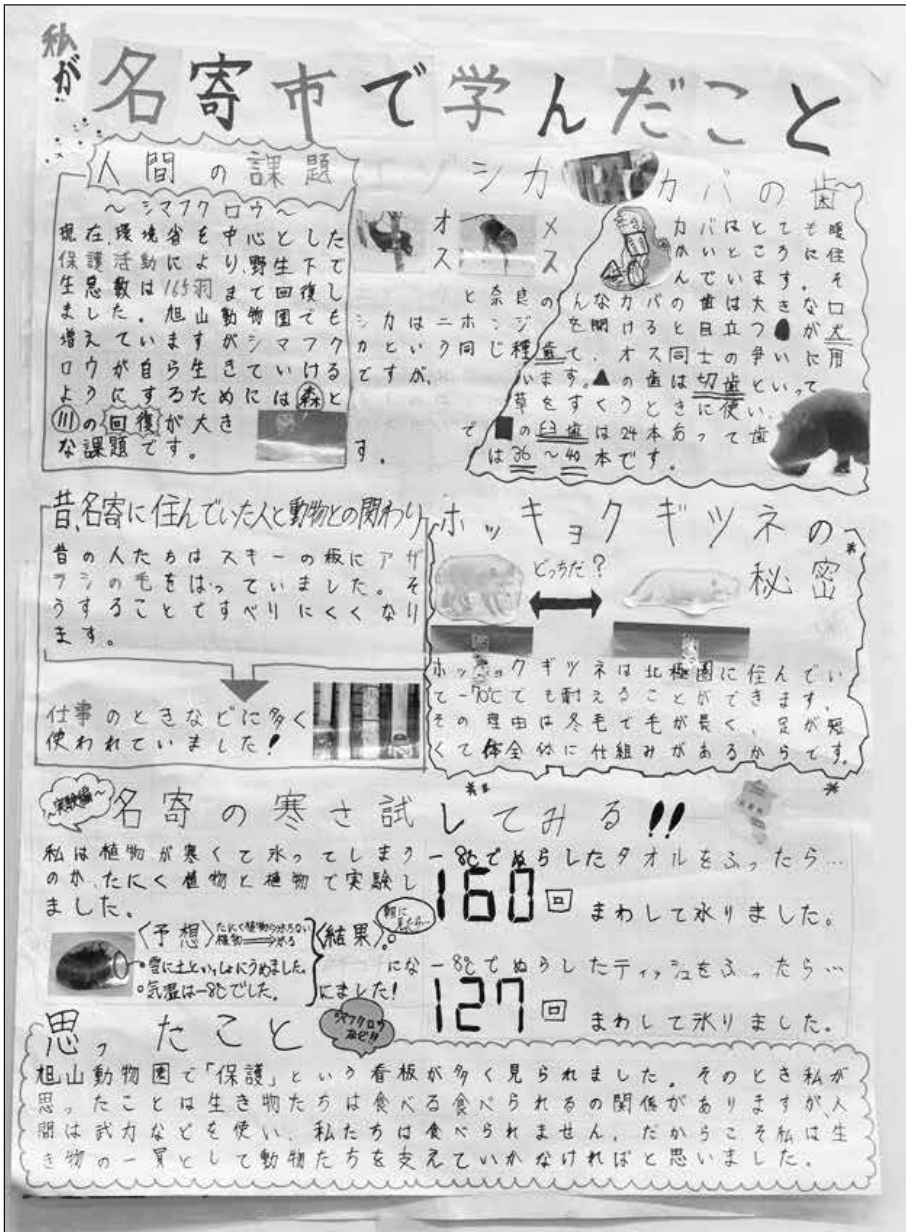 私が
名寄市で学んだこと
人間の課題
～シマフクロウ～
現在、環境省を中心とした
保護活動により、野生下で
生息数は165羽まで回復し
ました。旭山動物園でも
増えていますがシマフク
ロウが自ら生きていける
ようにするためには森と
川の回復が大き
な課題です。
エゾシカ
オス
メス
と奈良の
シカはニホンジ
カという同じ種
ですが、
で
す。
カバの歯
カバはとても暖
かいところに住
んでいます。そ
んなカバの歯は大きな口
を開けると目立つ●が犬
歯で、オス同士の争いに用
います。▲の歯は切歯といって
草をすくうときに使い、
■の臼歯は24本あって歯
は36～40本です。
昔、名寄に住んでいた人と動物との関わり
昔の人たちはスキーの板にアザ
ラシの毛をはっていました。そ
うすることですべりにくくなり
ます。
仕事のときなどに多く
使われていました！
ホッキョクギツネの
秘密
どっちだ？
ホッキョクギツネは北極圏に住んでい
て-70℃でも耐えることができます。
その理由は冬毛で毛が長く、足が短
くて体全体に仕組みがあるからです。
～実験編～
名寄の寒さ試してみる!!
私は植物が寒くて氷ってしまう
のか、たにく植物と植物で実験し
ました。
〈予想〉
たにく植物→氷らない
植物→氷る
○雪に土といっしょにうめました。
○気温は-8℃でした。
〈結果〉
朝に見たら…
にな
にました！
-8℃でぬらしたタオルをふったら…
160回 まわして氷りました。
-8℃でぬらしたティッシュをふったら…
127回 まわして氷りました。
思ったこと
シマフクロウなど!!
旭山動物園で「保護」という看板が多く見られました。そのとき私が
思ったことは生き物たちは食べる食べられるの関係がありますが、人
間は武力などを使い、私たちは食べられません。だからこそ私は生
き物の一員として動物たちを支えていかなければと思いました。